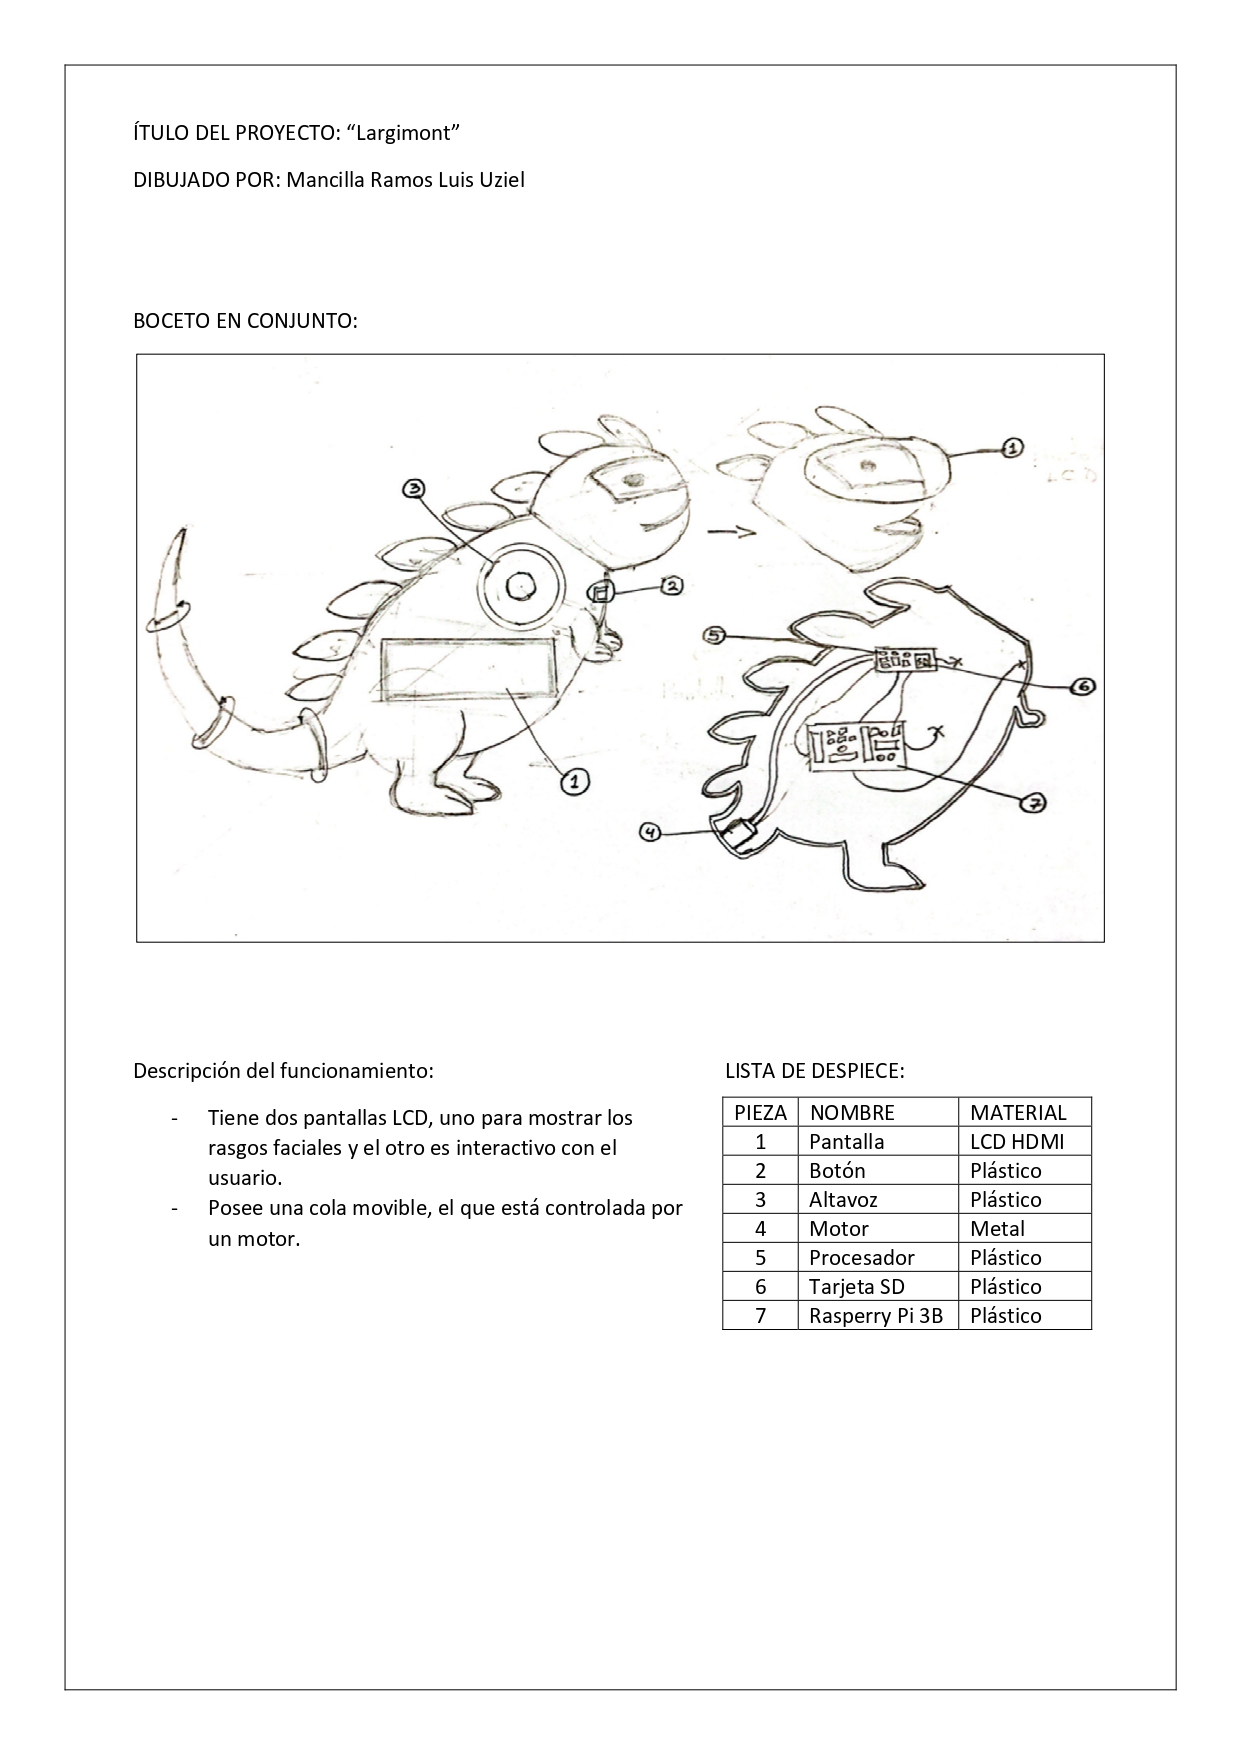 ÍTULO DEL PROYECTO: “Largimont”
DIBUJADO POR: Mancilla Ramos Luis Uziel
BOCETO EN CONJUNTO:
1
3
2
5
6
1
7
4
Descripción del funcionamiento:
- Tiene dos pantallas LCD, uno para mostrar los
rasgos faciales y el otro es interactivo con el
usuario.
- Posee una cola movible, el que está controlada por
un motor.
LISTA DE DESPIECE:
PIEZA NOMBRE MATERIAL
1 Pantalla LCD HDMI
2 Botón Plástico
3 Altavoz Plástico
4 Motor Metal
5 Procesador Plástico
6 Tarjeta SD Plástico
7 Rasperry Pi 3B Plástico